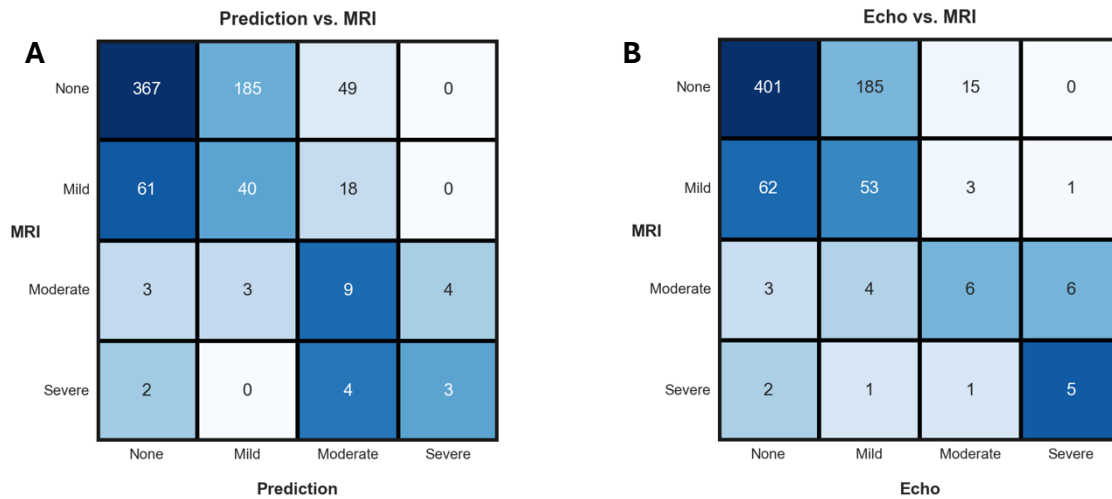 Prediction vs. MRI
A
None 367 185 49 0
Mild 61 40 18 0
MRI
Moderate 3 3 9 4
Severe 2 0 4 3
None Mild Moderate Severe
Prediction
Echo vs. MRI
B
None 401 185 15 0
Mild 62 53 3 1
MRI
Moderate 3 4 6 6
Severe 2 1 1 5
None Mild Moderate Severe
Echo